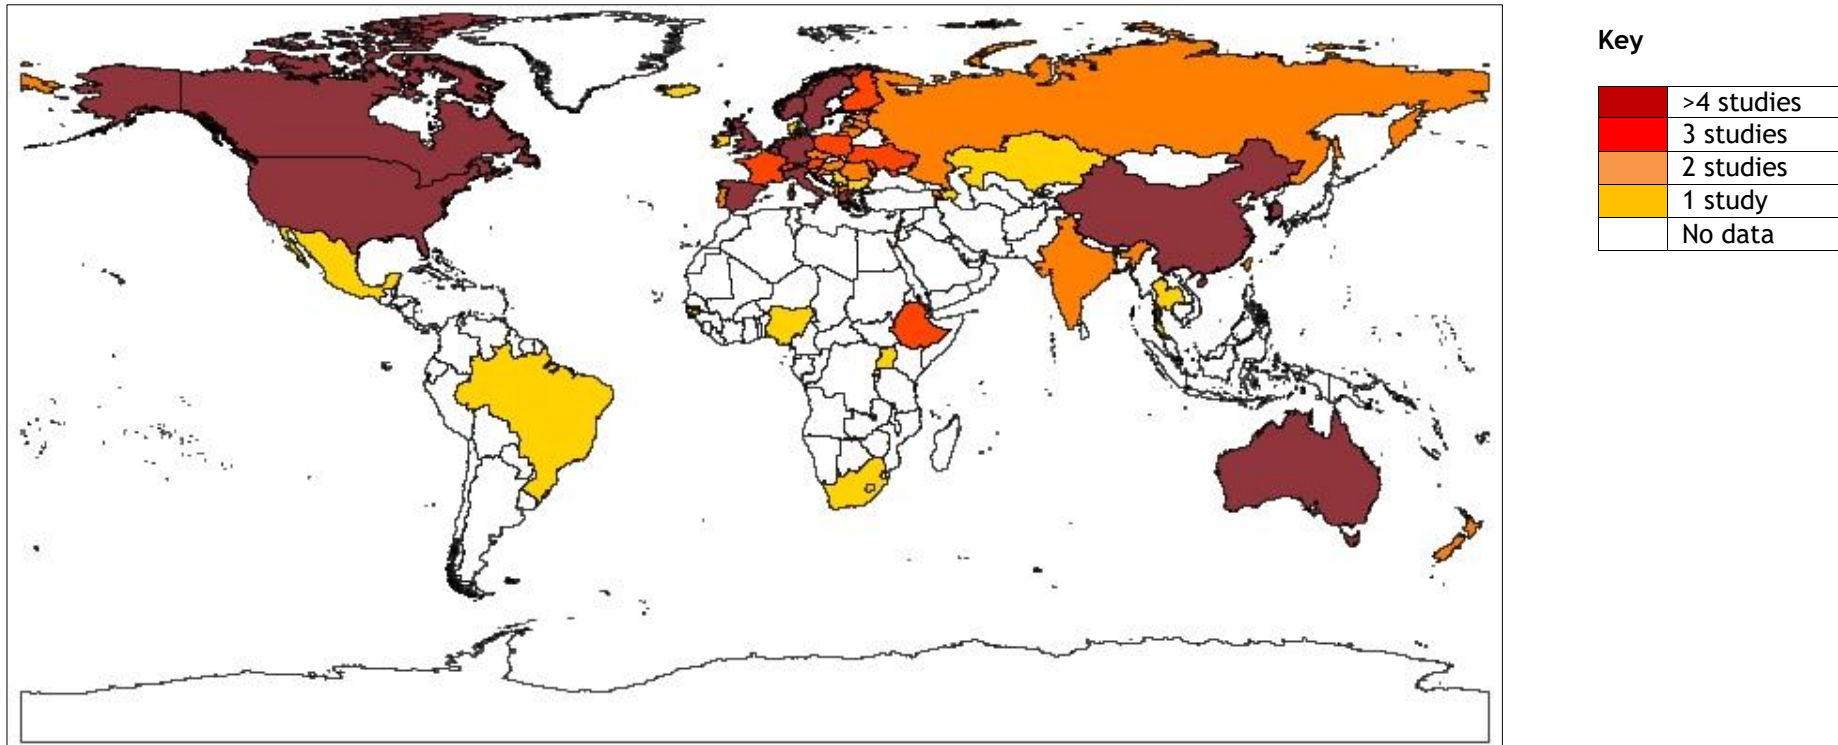 Key
>4 studies
3 studies
2 studies
1 study
No data